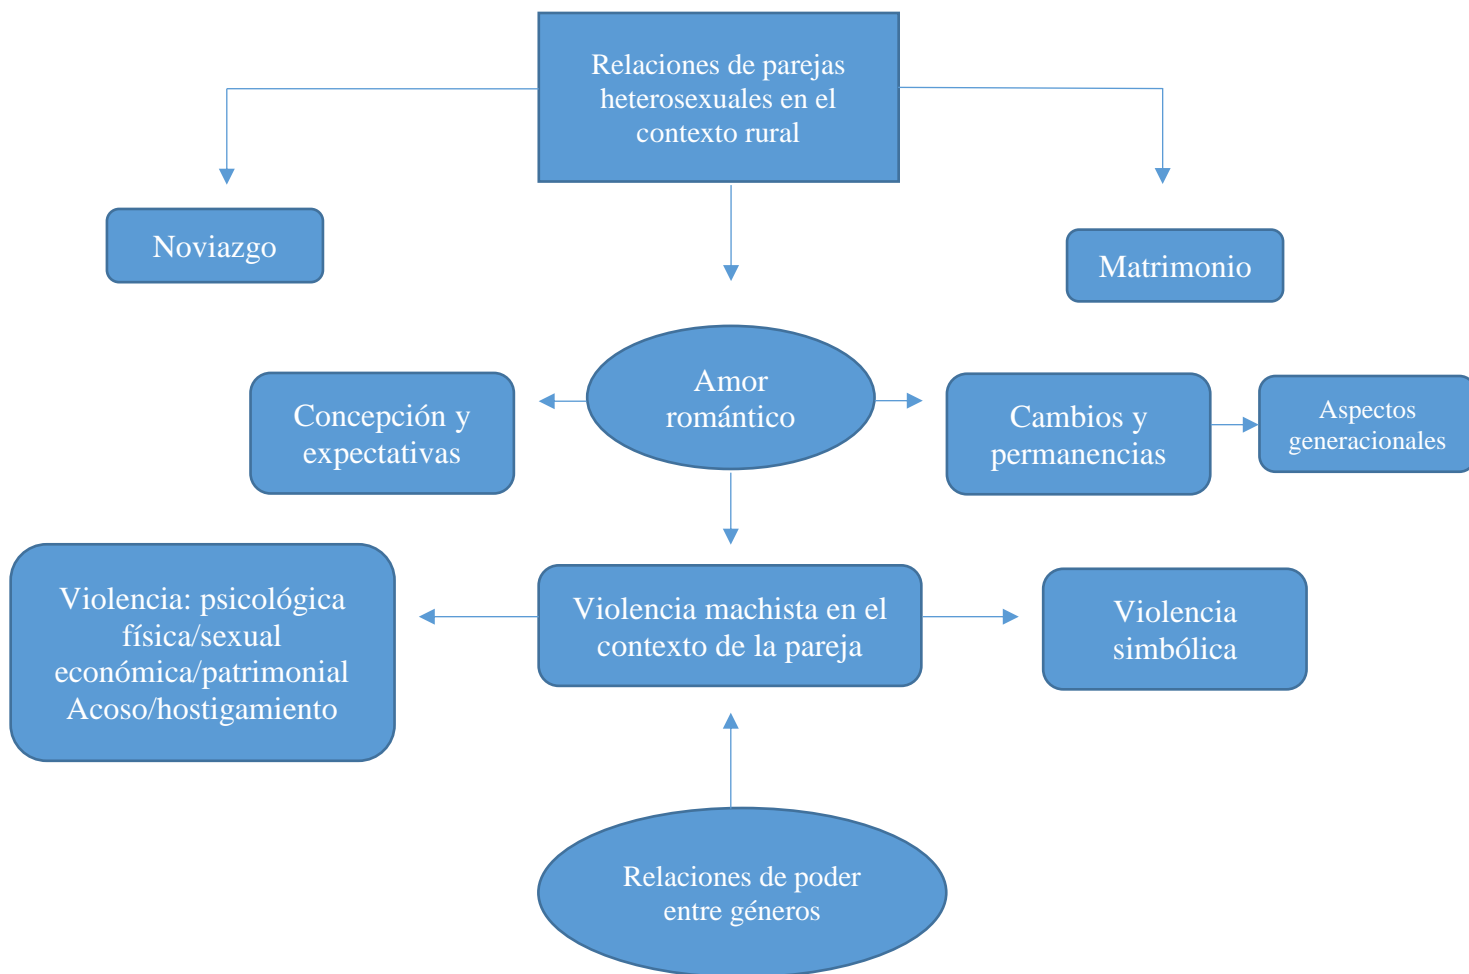 Relaciones de parejas
heterosexuales en el
contexto rural
Noviazgo
Matrimonio
Amor
romántico
Concepción y
expectativas
Cambios y
permanencias
Aspectos
generacionales
Violencia: psicológica
física/sexual
económica/patrimonial
Acoso/hostigamiento
Violencia machista en el
contexto de la pareja
Violencia
simbólica
Relaciones de poder
entre géneros